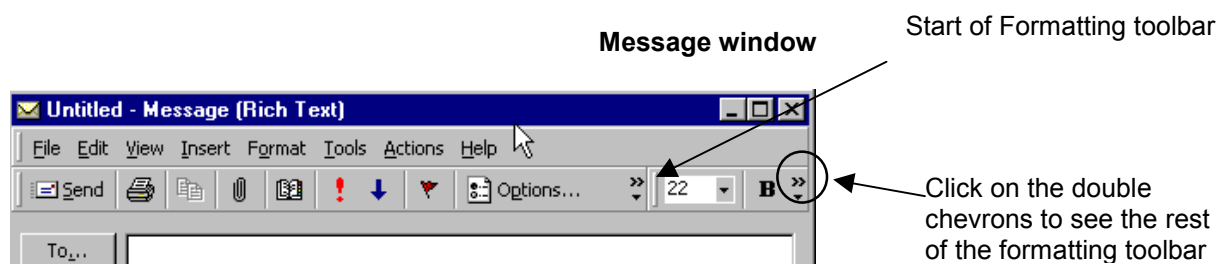 Start of Formatting toolbar
Message window
Untitled - Message (Rich Text)
File Edit View Insert Format Tools Actions Help
Send Options... 22 B
Click on the double
chevrons to see the rest
of the formatting toolbar
To...